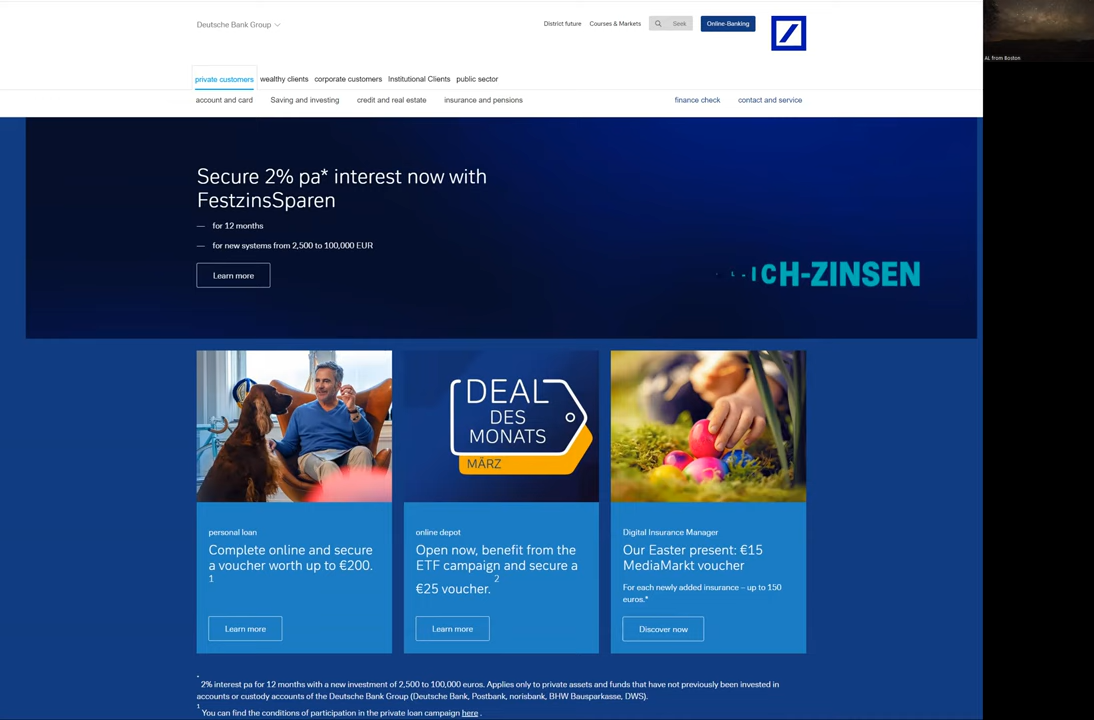 Deutsche Bank Group
District future Courses & Markets Seek Online-Banking
AL from Boston
private customers wealthy clients corporate customers Institutional Clients public sector
account and card Saving and investing credit and real estate insurance and pensions finance check contact and service
Secure 2% pa* interest now with
FestzinsSparen
— for 12 months
— for new systems from 2,500 to 100,000 EUR
Learn more
ICH-ZINSEN
DEAL
DES
MONATS
MÄRZ
personal loan
Complete online and secure
a voucher worth up to €200.
1
Learn more
online depot
Open now, benefit from the
ETF campaign and secure a
€25 voucher. 2
Learn more
Digital Insurance Manager
Our Easter present: €15
MediaMarkt voucher
For each newly added insurance – up to 150
euros.*
Discover now
* 2% interest pa for 12 months with a new investment of 2,500 to 100,000 euros. Applies only to private assets and funds that have not previously been invested in
accounts or custody accounts of the Deutsche Bank Group (Deutsche Bank, Postbank, norisbank, BHW Bausparkasse, DWS).
1 You can find the conditions of participation in the private loan campaign here .